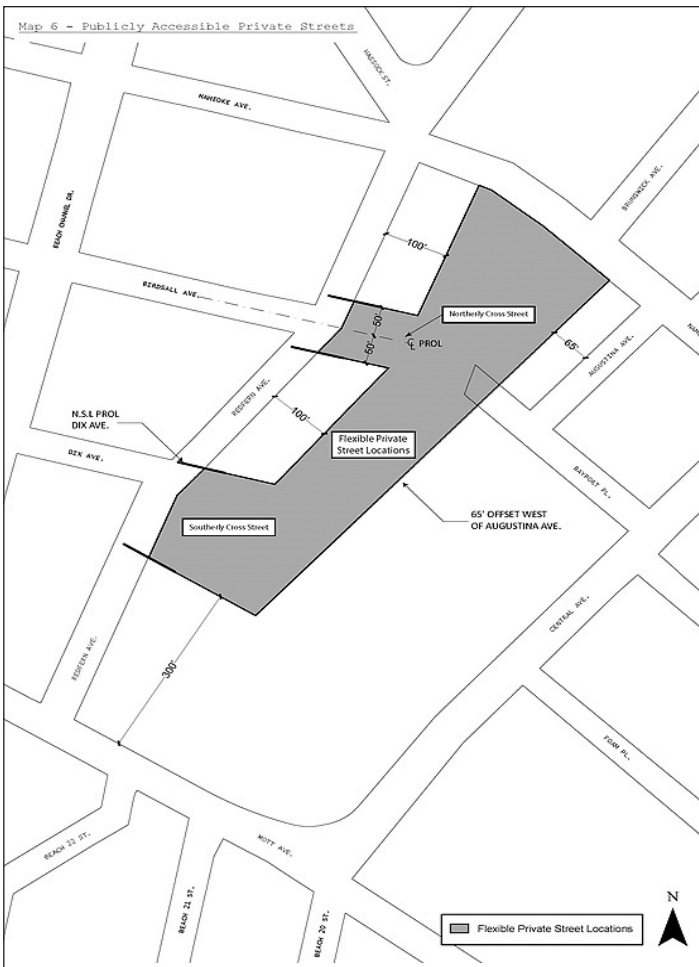 Map 6 - Publicly Accessible Private Streets
HASSOCK ST.
NAMEOKE AVE.
BRUNSWICK AVE.
BEACH CHANNEL DR.
100'
BIRDSALL AVE.
50'
Northerly Cross Street
50'
℄ PROL
65'
AUGUSTINA AVE.
REDFERN AVE.
N.S.L PROL
DIX AVE.
100'
Flexible Private
Street Locations
DIX AVE.
BAYPORT PL.
65' OFFSET WEST
OF AUGUSTINA AVE.
Southerly Cross Street
CENTRAL AVE.
REDFERN AVE.
300'
FOAM PL.
BEACH 22 ST.
MOTT AVE.
BEACH 21 ST.
BEACH 20 ST.
N
Flexible Private Street Locations